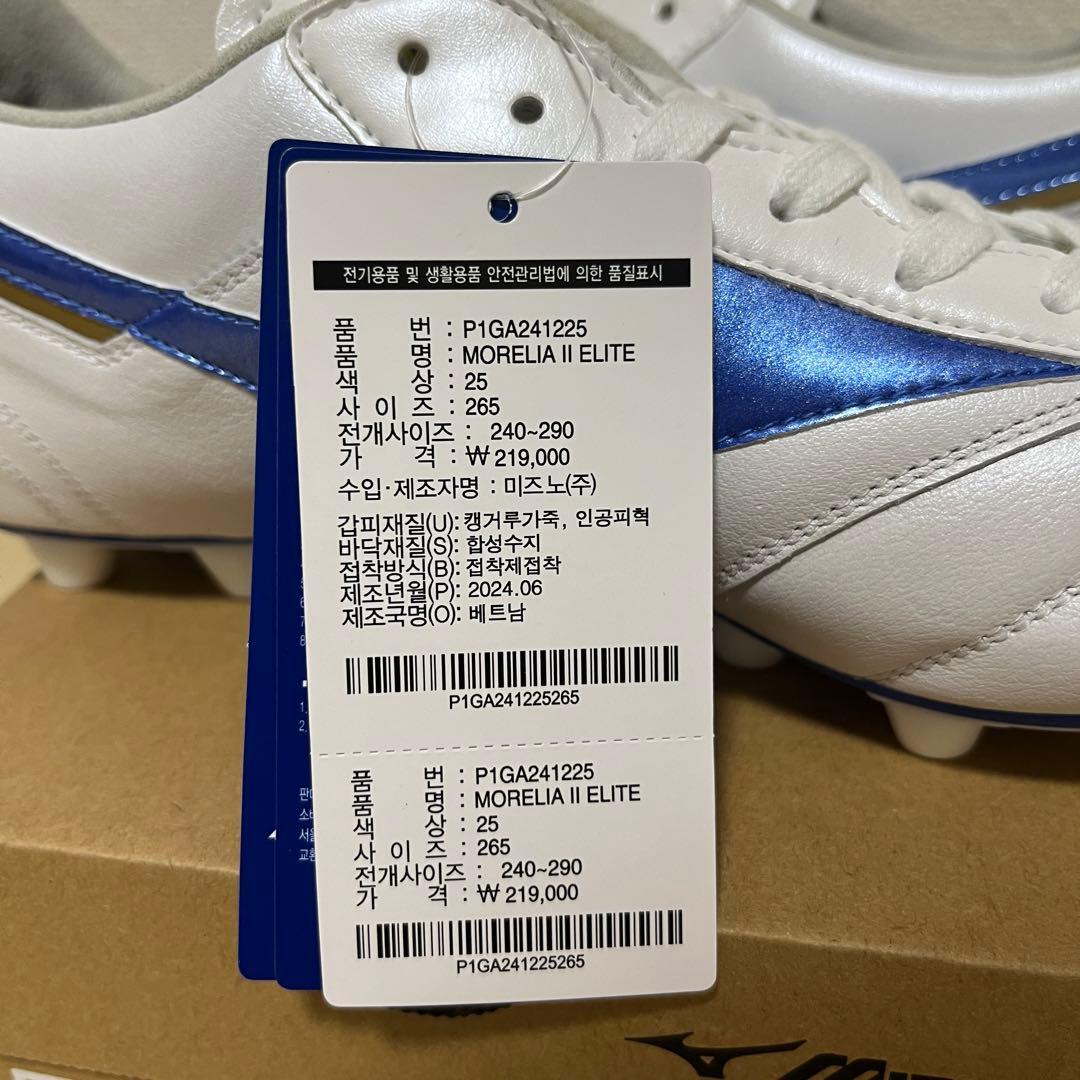 전기용품 및 생활용품 안전관리법에 의한 품질표시
품 번 : P1GA241225
품 명 : MORELIA II ELITE
색 상 : 25
사 이 즈 : 265
전개사이즈 : 240~290
가 격 : ₩ 219,000
수입·제조자명 : 미즈노(주)
갑피재질(U): 캥거루가죽, 인공피혁
바닥재질(S): 합성수지
접착방식(B): 접착제접착
제조년월(P): 2024.06
제조국명(O): 베트남
P1GA241225265
품 번 : P1GA241225
품 명 : MORELIA II ELITE
색 상 : 25
사 이 즈 : 265
전개사이즈 : 240~290
가 격 : ₩ 219,000
P1GA241225265